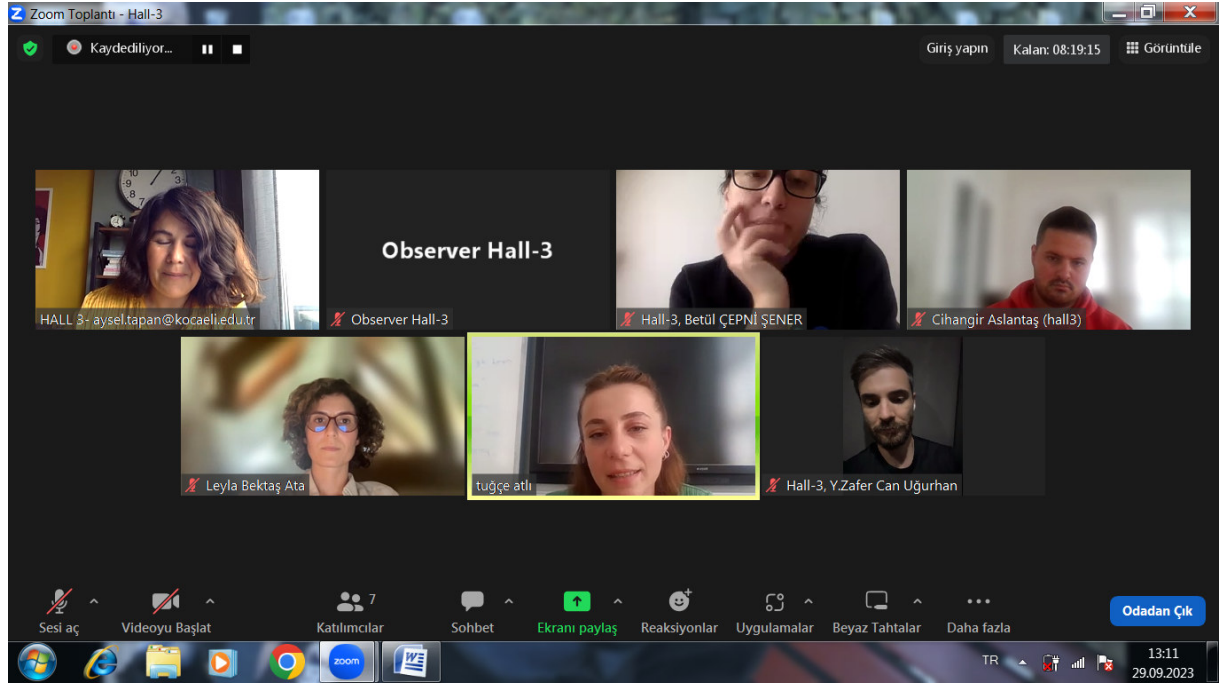 Zoom Toplantı - Hall-3
Kaydediliyor...
Giriş yapın
Kalan: 08:19:15
Görüntüle
HALL 3- aysel.tapan@kocaeli.edu.tr
Observer Hall-3
Observer Hall-3
Hall-3, Betül ÇEPNİ ŞENER
Cihangir Aslantaş (hall3)
Leyla Bektaş Ata
tuğçe atlı
Hall-3, Y.Zafer Can Uğurhan
Sesi aç
Videoyu Başlat
7
Katılımcılar
Sohbet
Ekranı paylaş
Reaksiyonlar
Uygulamalar
Beyaz Tahtalar
Daha fazla
Odadan Çık
zoom
TR
13:11
29.09.2023